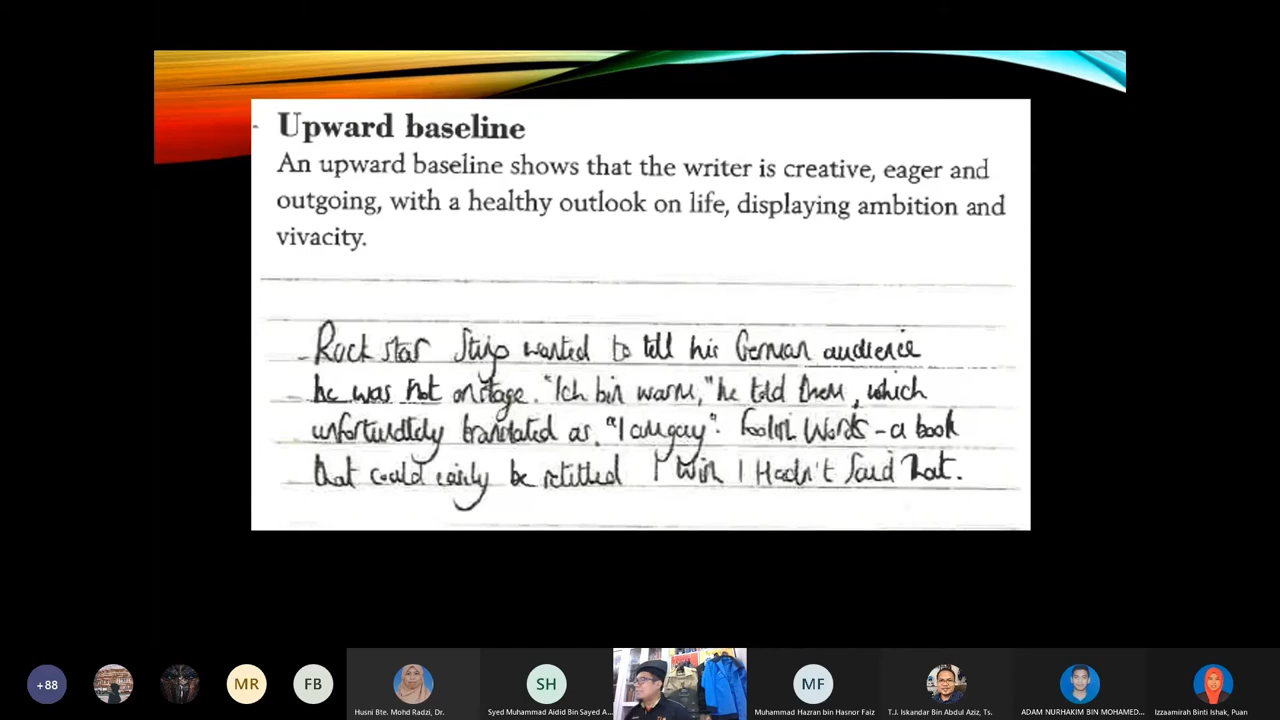 Upward baseline
An upward baseline shows that the writer is creative, eager and
outgoing, with a healthy outlook on life, displaying ambition and
vivacity.
Rock star Sting wanted to tell his German audience
he was hot onstage. "Ich bin warm," he told them, which
unfortunately translated as, "I am gay". Foolish Words - a book
that could easily be retitled I Wish I Hadn't Said That.
+88
MR
FB
Husni Bte. Mohd Radzi, Dr.
SH
Syed Muhammad Aidid Bin Sayed A...
MF
Muhammad Hazran bin Hasnor Faiz
T.J. Iskandar Bin Abdul Aziz, Ts.
ADAM NURHAKIM BIN MOHAMED...
Izzaamirah Binti Ishak, Puan